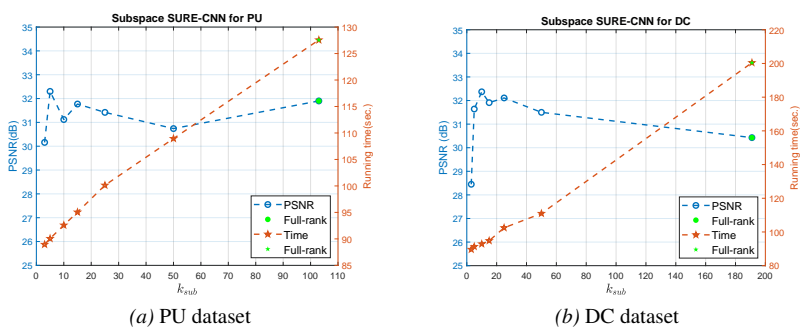 Subspace SURE-CNN for PU
35
34
33
32
31
30
29
28
27
26
25
PSNR(dB)
130
125
120
115
110
105
100
95
90
85
Running time(sec.)
PSNR
Full-rank
Time
Full-rank
0 10 20 30 40 50 60 70 80 90 100 110
k_sub
(a) PU dataset
Subspace SURE-CNN for DC
35
34
33
32
31
30
29
28
27
26
25
PSNR (dB)
200
180
160
140
120
100
80
Running time(sec.)
PSNR
Full-rank
Time
Full-rank
0 20 40 60 80 100 120 140 160 180 200
k_sub
(b) DC dataset